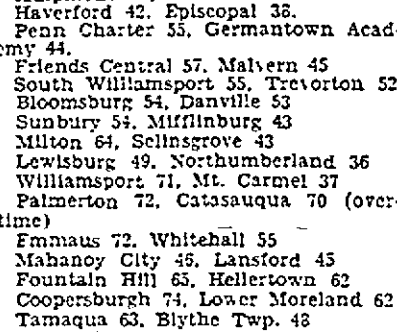 Haverford 42. Episcopal 38.
Penn Charter 55, Germantown Acad-
emy 44.
Friends Central 57. Malvern 45
South Williamsport 55, Trevorton 52
Bloomsburg 54, Danville 53
Sunbury 54. Mifflinburg 43
Milton 64, Selinsgrove 43
Lewisburg 49. Northumberland 36
Williamsport 71, Mt. Carmel 37
Palmerton 72, Catasauqua 70 (over-
time)
Emmaus 72. Whitehall 55
Mahanoy City 46, Lansford 45
Fountain Hill 65, Hellertown 62
Coopersburgh 74, Lower Moreland 62
Tamaqua 63, Blythe Twp. 48